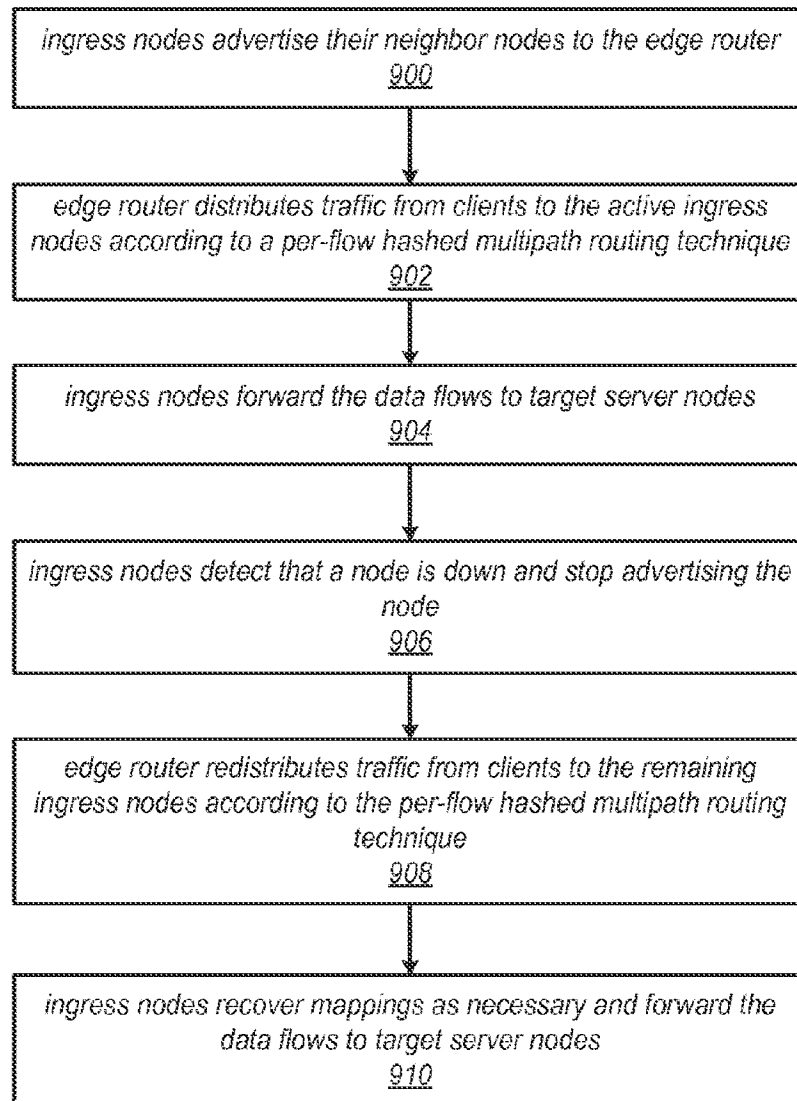 ingress nodes advertise their neighbor nodes to the edge router
900
edge router distributes traffic from clients to the active ingress
nodes according to a per-flow hashed multipath routing technique
902
ingress nodes forward the data flows to target server nodes
904
ingress nodes detect that a node is down and stop advertising the
node
906
edge router redistributes traffic from clients to the remaining
ingress nodes according to the per-flow hashed multipath routing
technique
908
ingress nodes recover mappings as necessary and forward the
data flows to target server nodes
910